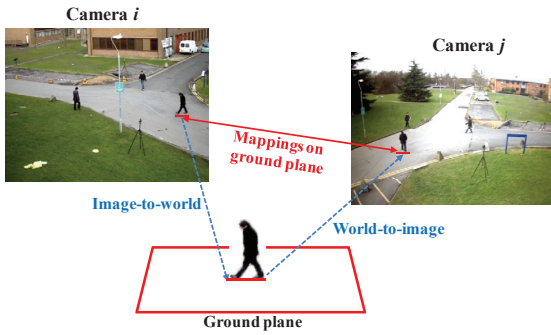 Camera i
Camera j
Mappings on
ground plane
Image-to-world
World-to-image
Ground plane